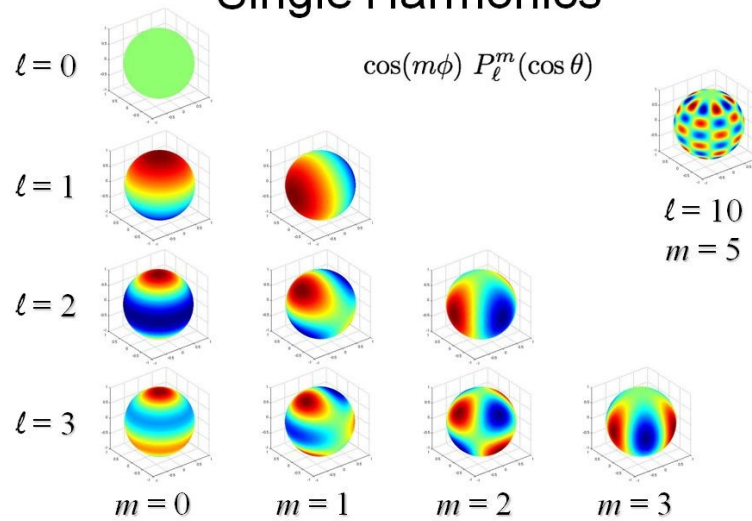 Single Harmonics
ℓ = 0
cos(mφ) P_ℓ^m(cos θ)
ℓ = 1
ℓ = 10
m = 5
ℓ = 2
ℓ = 3
m = 0
m = 1
m = 2
m = 3